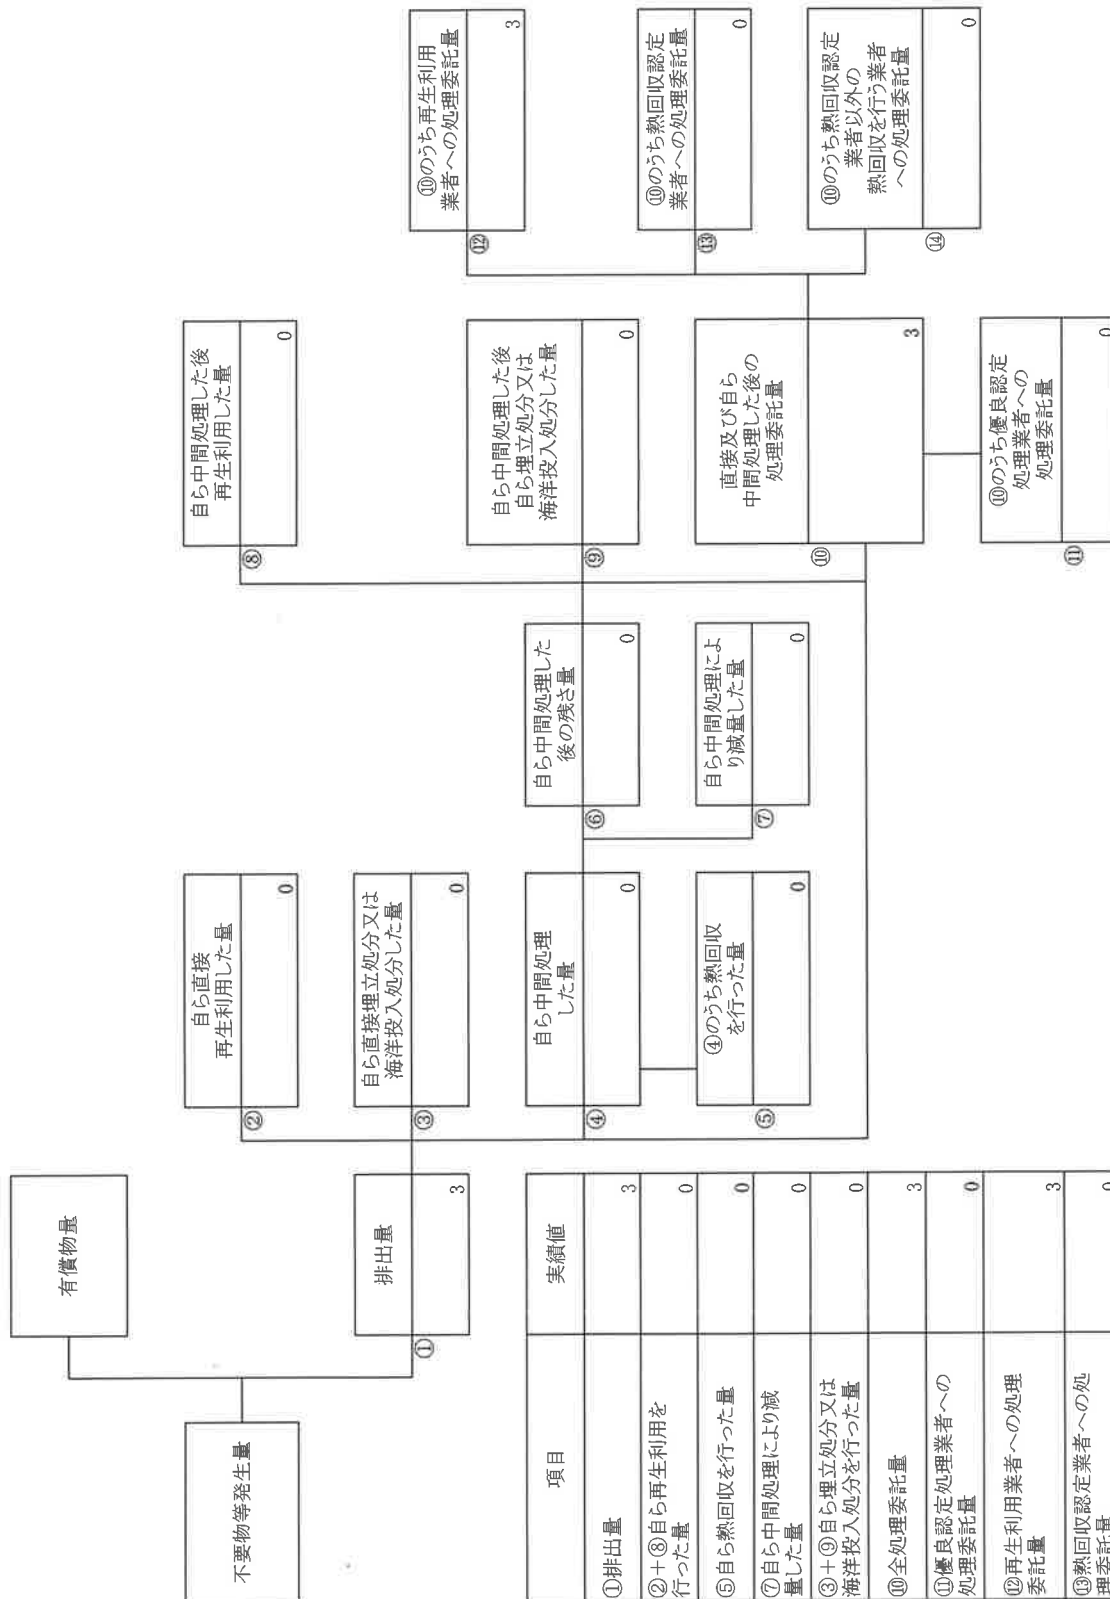 不要物等発生量
有償物量
排出量
①
3
自ら直接
再生利用した量
②
0
自ら直接埋立処分又は
海洋投入処分した量
③
0
自ら中間処理
した量
④
0
④のうち熱回収
を行った量
⑤
0
自ら中間処理した
後の残さ量
⑥
0
自ら中間処理によ
り減量した量
⑦
0
自ら中間処理した後
再生利用した量
⑧
0
自ら中間処理した後
自ら埋立処分又は
海洋投入処分した量
⑨
0
直接及び自ら
中間処理した後の
処理委託量
⑩
3
⑩のうち優良認定
処理業者への
処理委託量
⑪
0
⑩のうち再生利用
業者への処理委託量
⑫
3
⑩のうち熱回収認定
業者への処理委託量
⑬
0
⑩のうち熱回収認定
業者以外の
熱回収を行う業者
への処理委託量
⑭
0
項目 実績値
①排出量 3
②+⑧自ら再生利用を
行った量 0
⑤自ら熱回収を行った量 0
⑦自ら中間処理により減
量した量 0
③+⑨自ら埋立処分又は
海洋投入処分を行った量 0
⑩全処理委託量 3
⑪優良認定処理業者への
処理委託量 0
⑫再生利用業者への処理
委託量 3
⑬熱回収認定業者への処
理委託量 0